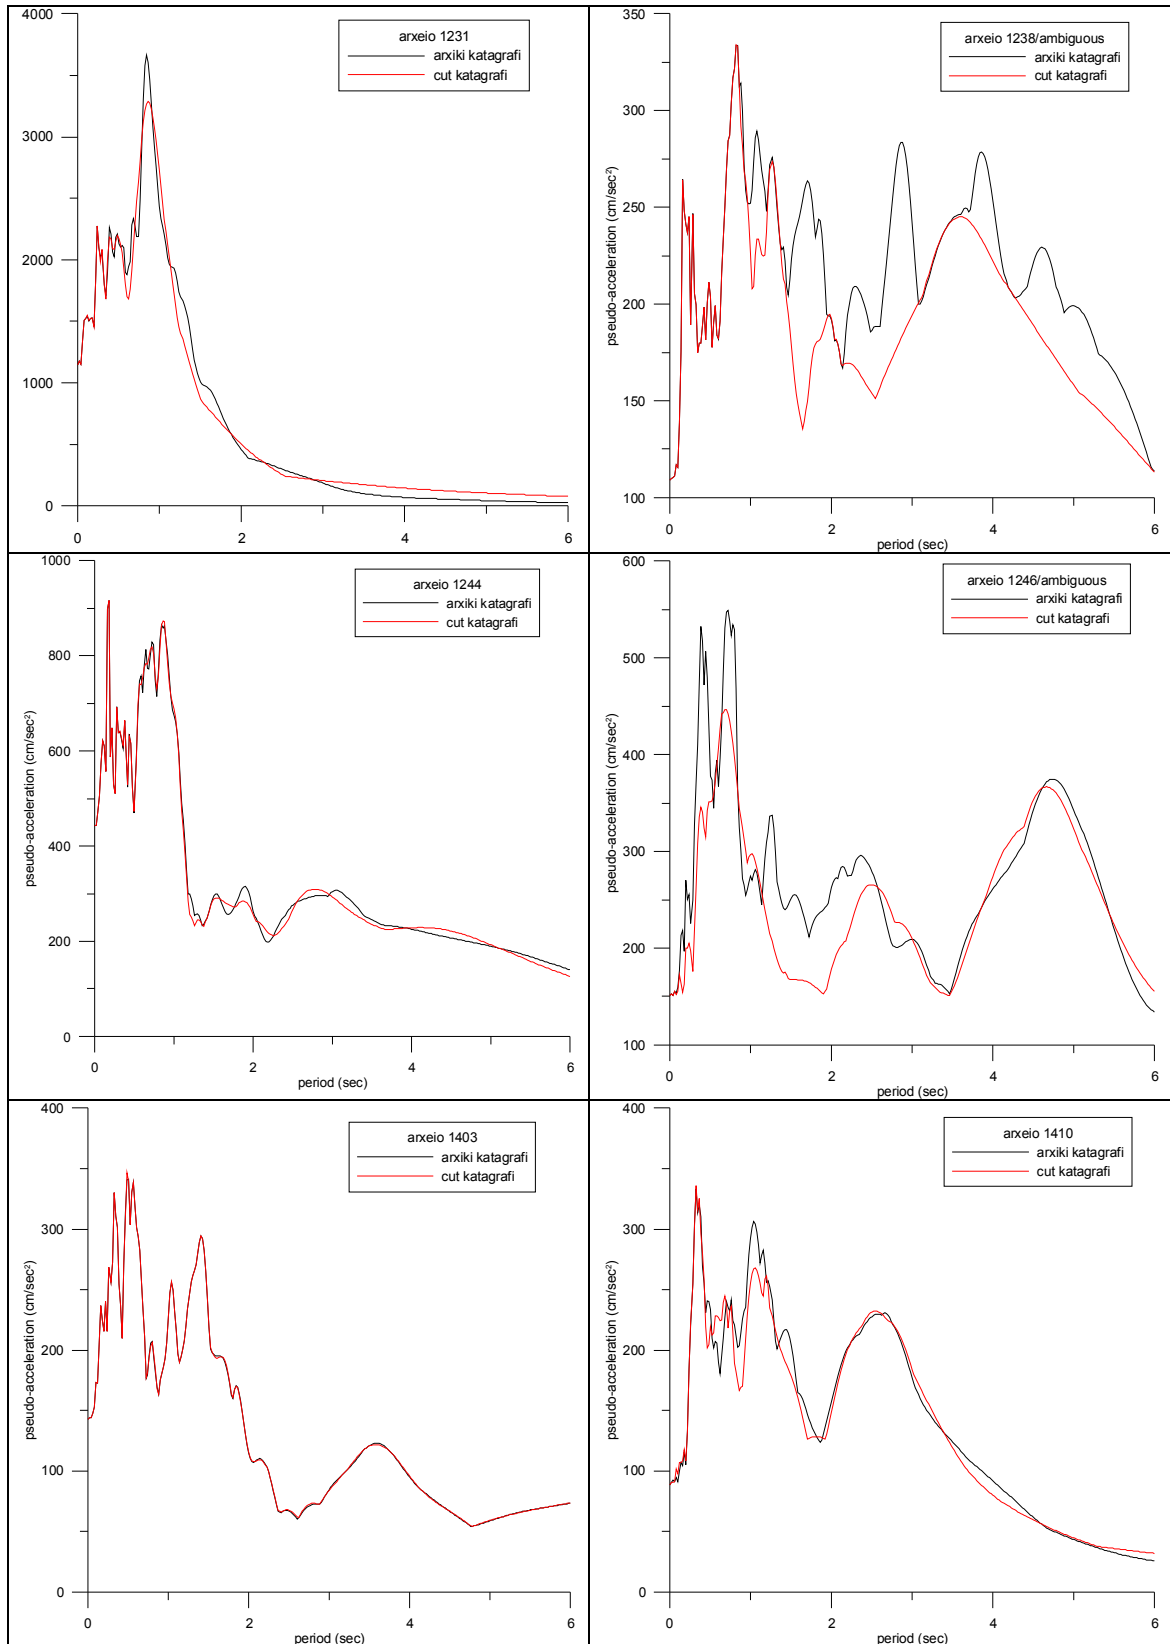 4000
3000
2000
1000
0
0
2
4
6
arxeio 1231
arxiki katagrafi
cut katagrafi
350
300
250
200
150
100
0
2
4
6
pseudo-acceleration (cm/sec²)
period (sec)
arxeio 1238/ambiguous
arxiki katagrafi
cut katagrafi
1000
800
600
400
200
0
0
2
4
6
pseudo-acceleration (cm/sec²)
period (sec)
arxeio 1244
arxiki katagrafi
cut katagrafi
600
500
400
300
200
100
0
2
4
6
pseudo-acceleration (cm/sec²)
period (sec)
arxeio 1246/ambiguous
arxiki katagrafi
cut katagrafi
400
300
200
100
0
0
2
4
6
pseudo-acceleration (cm/sec²)
period (sec)
arxeio 1403
arxiki katagrafi
cut katagrafi
400
300
200
100
0
0
2
4
6
pseudo-acceleration (cm/sec²)
period (sec)
arxeio 1410
arxiki katagrafi
cut katagrafi